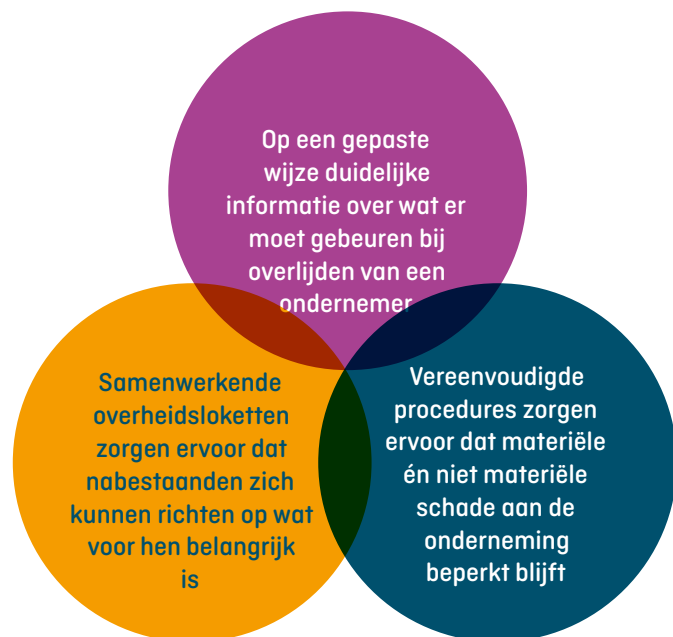 Op een gepaste
wijze duidelijke
informatie over wat er
moet gebeuren bij
overlijden van een
ondernemer
Samenwerkende
overheidsloketten
zorgen ervoor dat
nabestaanden zich
kunnen richten op wat
voor hen belangrijk
is
Vereenvoudigde
procedures zorgen
ervoor dat materiële
én niet materiële
schade aan de
onderneming
beperkt blijft